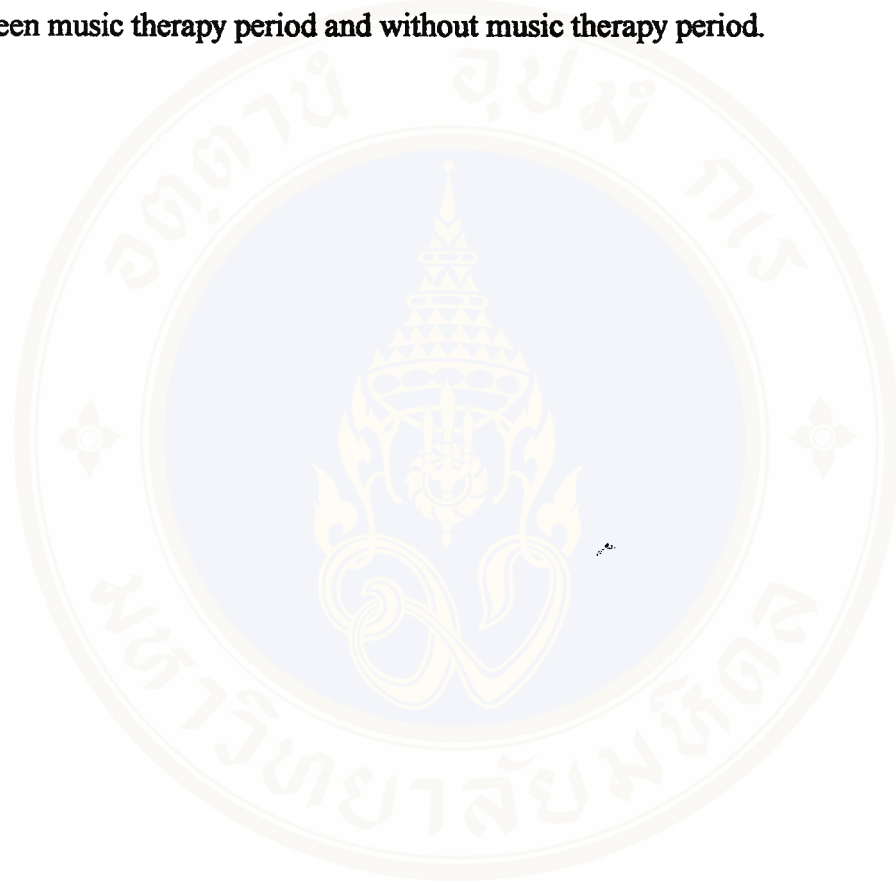 een music therapy period and without music therapy period.
อตฺตานํ อุปมํ กเร
มหาวิทยาลัยมหิดล